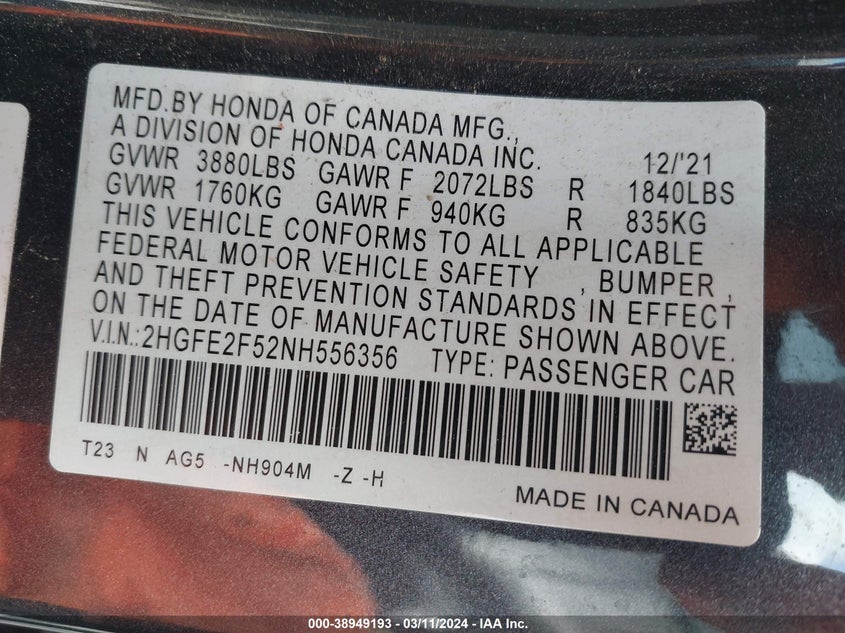 MFD.BY HONDA OF CANADA MFG.,
A DIVISION OF HONDA CANADA INC. 12/'21
GVWR 3880LBS GAWR F 2072LBS R 1840LBS
GVWR 1760KG GAWR F 940KG R 835KG
THIS VEHICLE CONFORMS TO ALL APPLICABLE
FEDERAL MOTOR VEHICLE SAFETY , BUMPER ,
AND THEFT PREVENTION STANDARDS IN EFFECT
ON THE DATE OF MANUFACTURE SHOWN ABOVE.
V.I.N.:2HGFE2F52NH556356 TYPE: PASSENGER CAR
T23 N AG5 -NH904M -Z -H
MADE IN CANADA
000-38949193 - 03/11/2024 - IAA Inc.